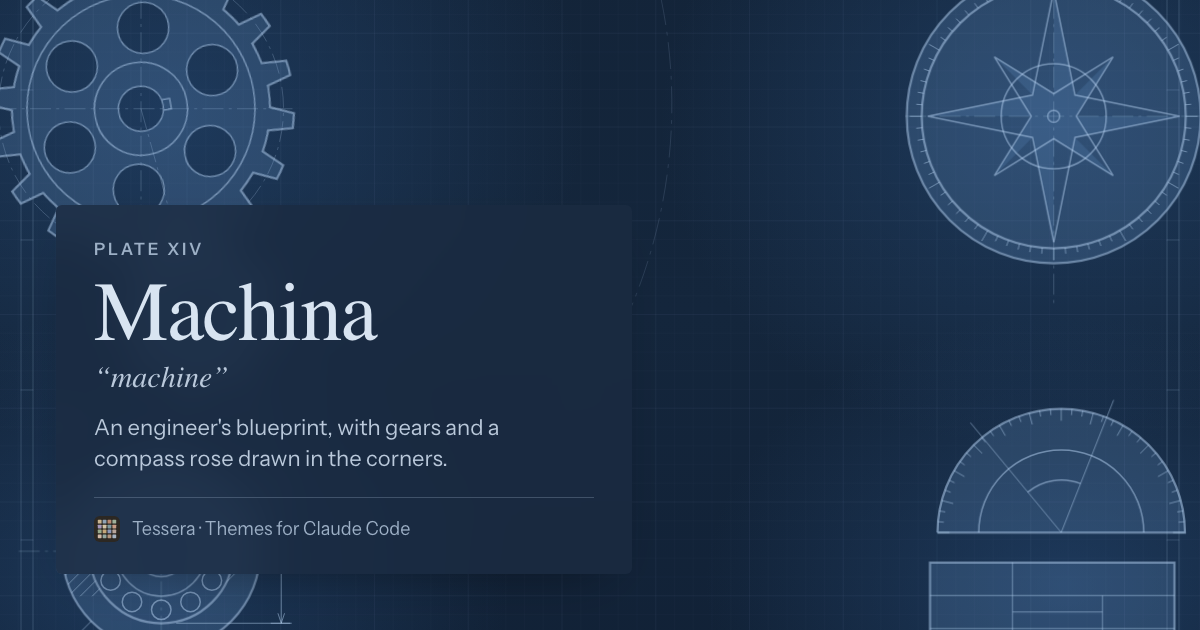 PLATE XIV
Machina
“machine”
An engineer's blueprint, with gears and a
compass rose drawn in the corners.
Tessera · Themes for Claude Code